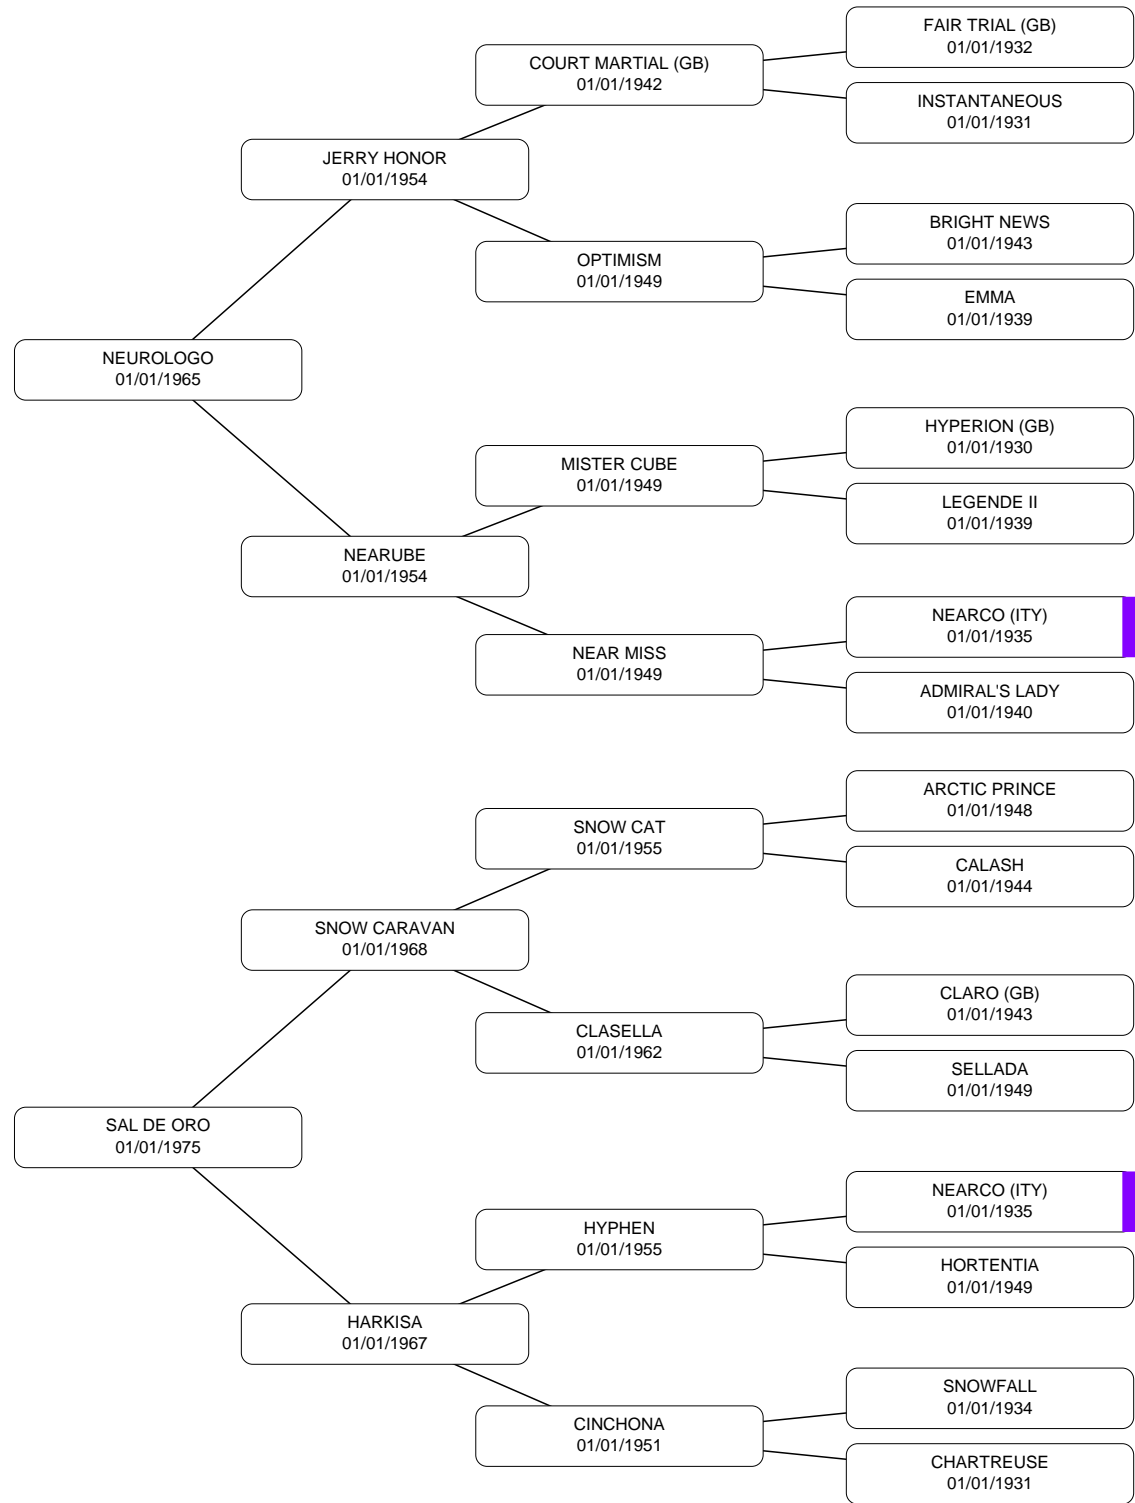 FAIR TRIAL (GB)
01/01/1932
COURT MARTIAL (GB)
01/01/1942
INSTANTANEOUS
01/01/1931
JERRY HONOR
01/01/1954
BRIGHT NEWS
01/01/1943
OPTIMISM
01/01/1949
EMMA
01/01/1939
NEUROLOGO
01/01/1965
HYPERION (GB)
01/01/1930
MISTER CUBE
01/01/1949
LEGENDE II
01/01/1939
NEARUBE
01/01/1954
NEARCO (ITY)
01/01/1935
NEAR MISS
01/01/1949
ADMIRAL'S LADY
01/01/1940
ARCTIC PRINCE
01/01/1948
SNOW CAT
01/01/1955
CALASH
01/01/1944
SNOW CARAVAN
01/01/1968
CLARO (GB)
01/01/1943
CLASELLA
01/01/1962
SELLADA
01/01/1949
SAL DE ORO
01/01/1975
NEARCO (ITY)
01/01/1935
HYPHEN
01/01/1955
HORTENTIA
01/01/1949
HARKISA
01/01/1967
SNOWFALL
01/01/1934
CINCHONA
01/01/1951
CHARTREUSE
01/01/1931